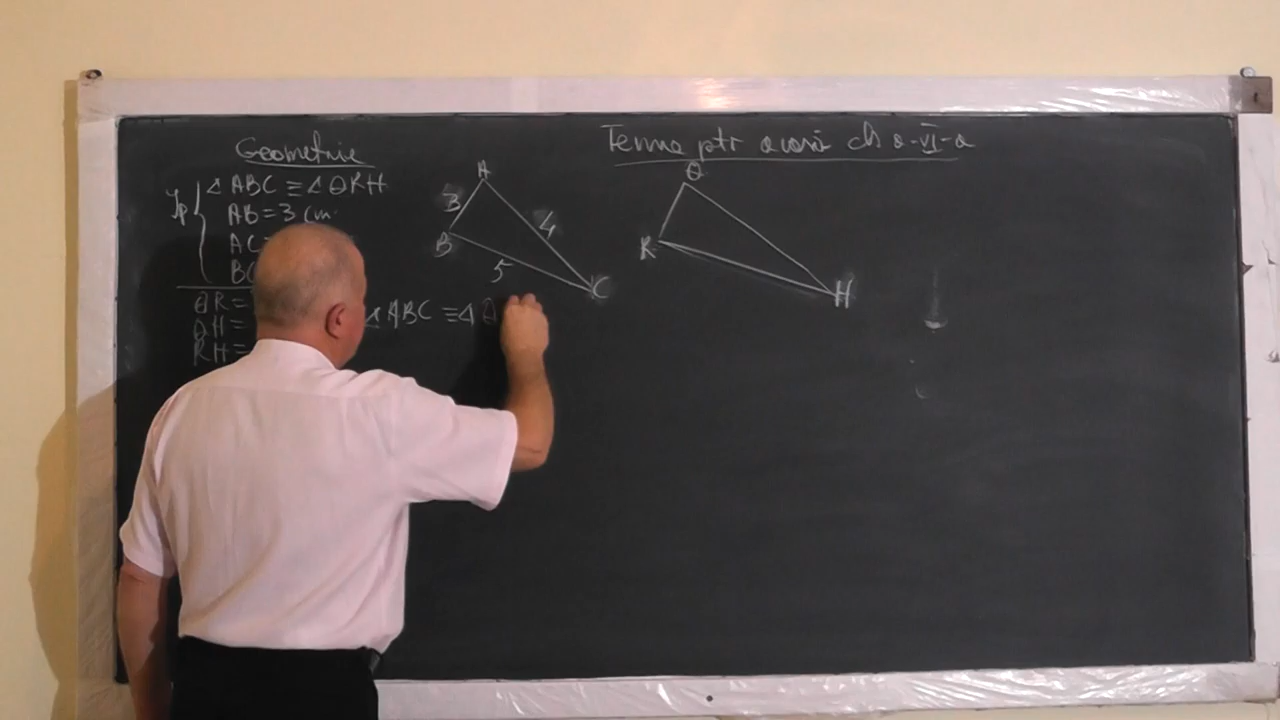 Geometrie
Tema ptr acasă cls a-VI-a
Ip
△ABC ≡ △QRH
AB = 3 cm
AC =
BC
QR =
QH =
RH =
△ABC ≡ △Q
A
3
4
B
5
C
Q
R
H